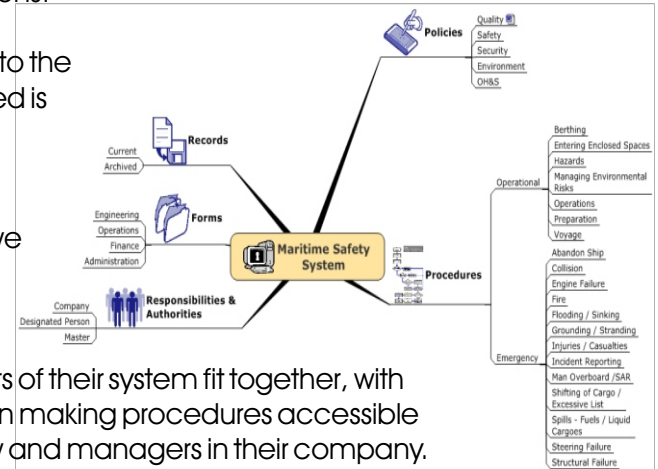 to the
ed is
ve
Policies
Quality
Safety
Security
Environment
OH&S
Records
Current
Archived
Forms
Engineering
Operations
Finance
Administration
Maritime Safety
System
Responsibilities &
Authorities
Company
Designated Person
Master
Procedures
Operational
Berthing
Entering Enclosed Spaces
Hazards
Managing Environmental
Risks
Operations
Preparation
Voyage
Emergency
Abandon Ship
Collision
Engine Failure
Fire
Flooding / Sinking
Grounding / Stranding
Injuries / Casualties
Incident Reporting
Man Overboard /SAR
Shifting of Cargo /
Excessive List
Spills - Fuels / Liquid
Cargoes
Steering Failure
Structural Failure
rs of their system fit together, with
n making procedures accessible
w and managers in their company.